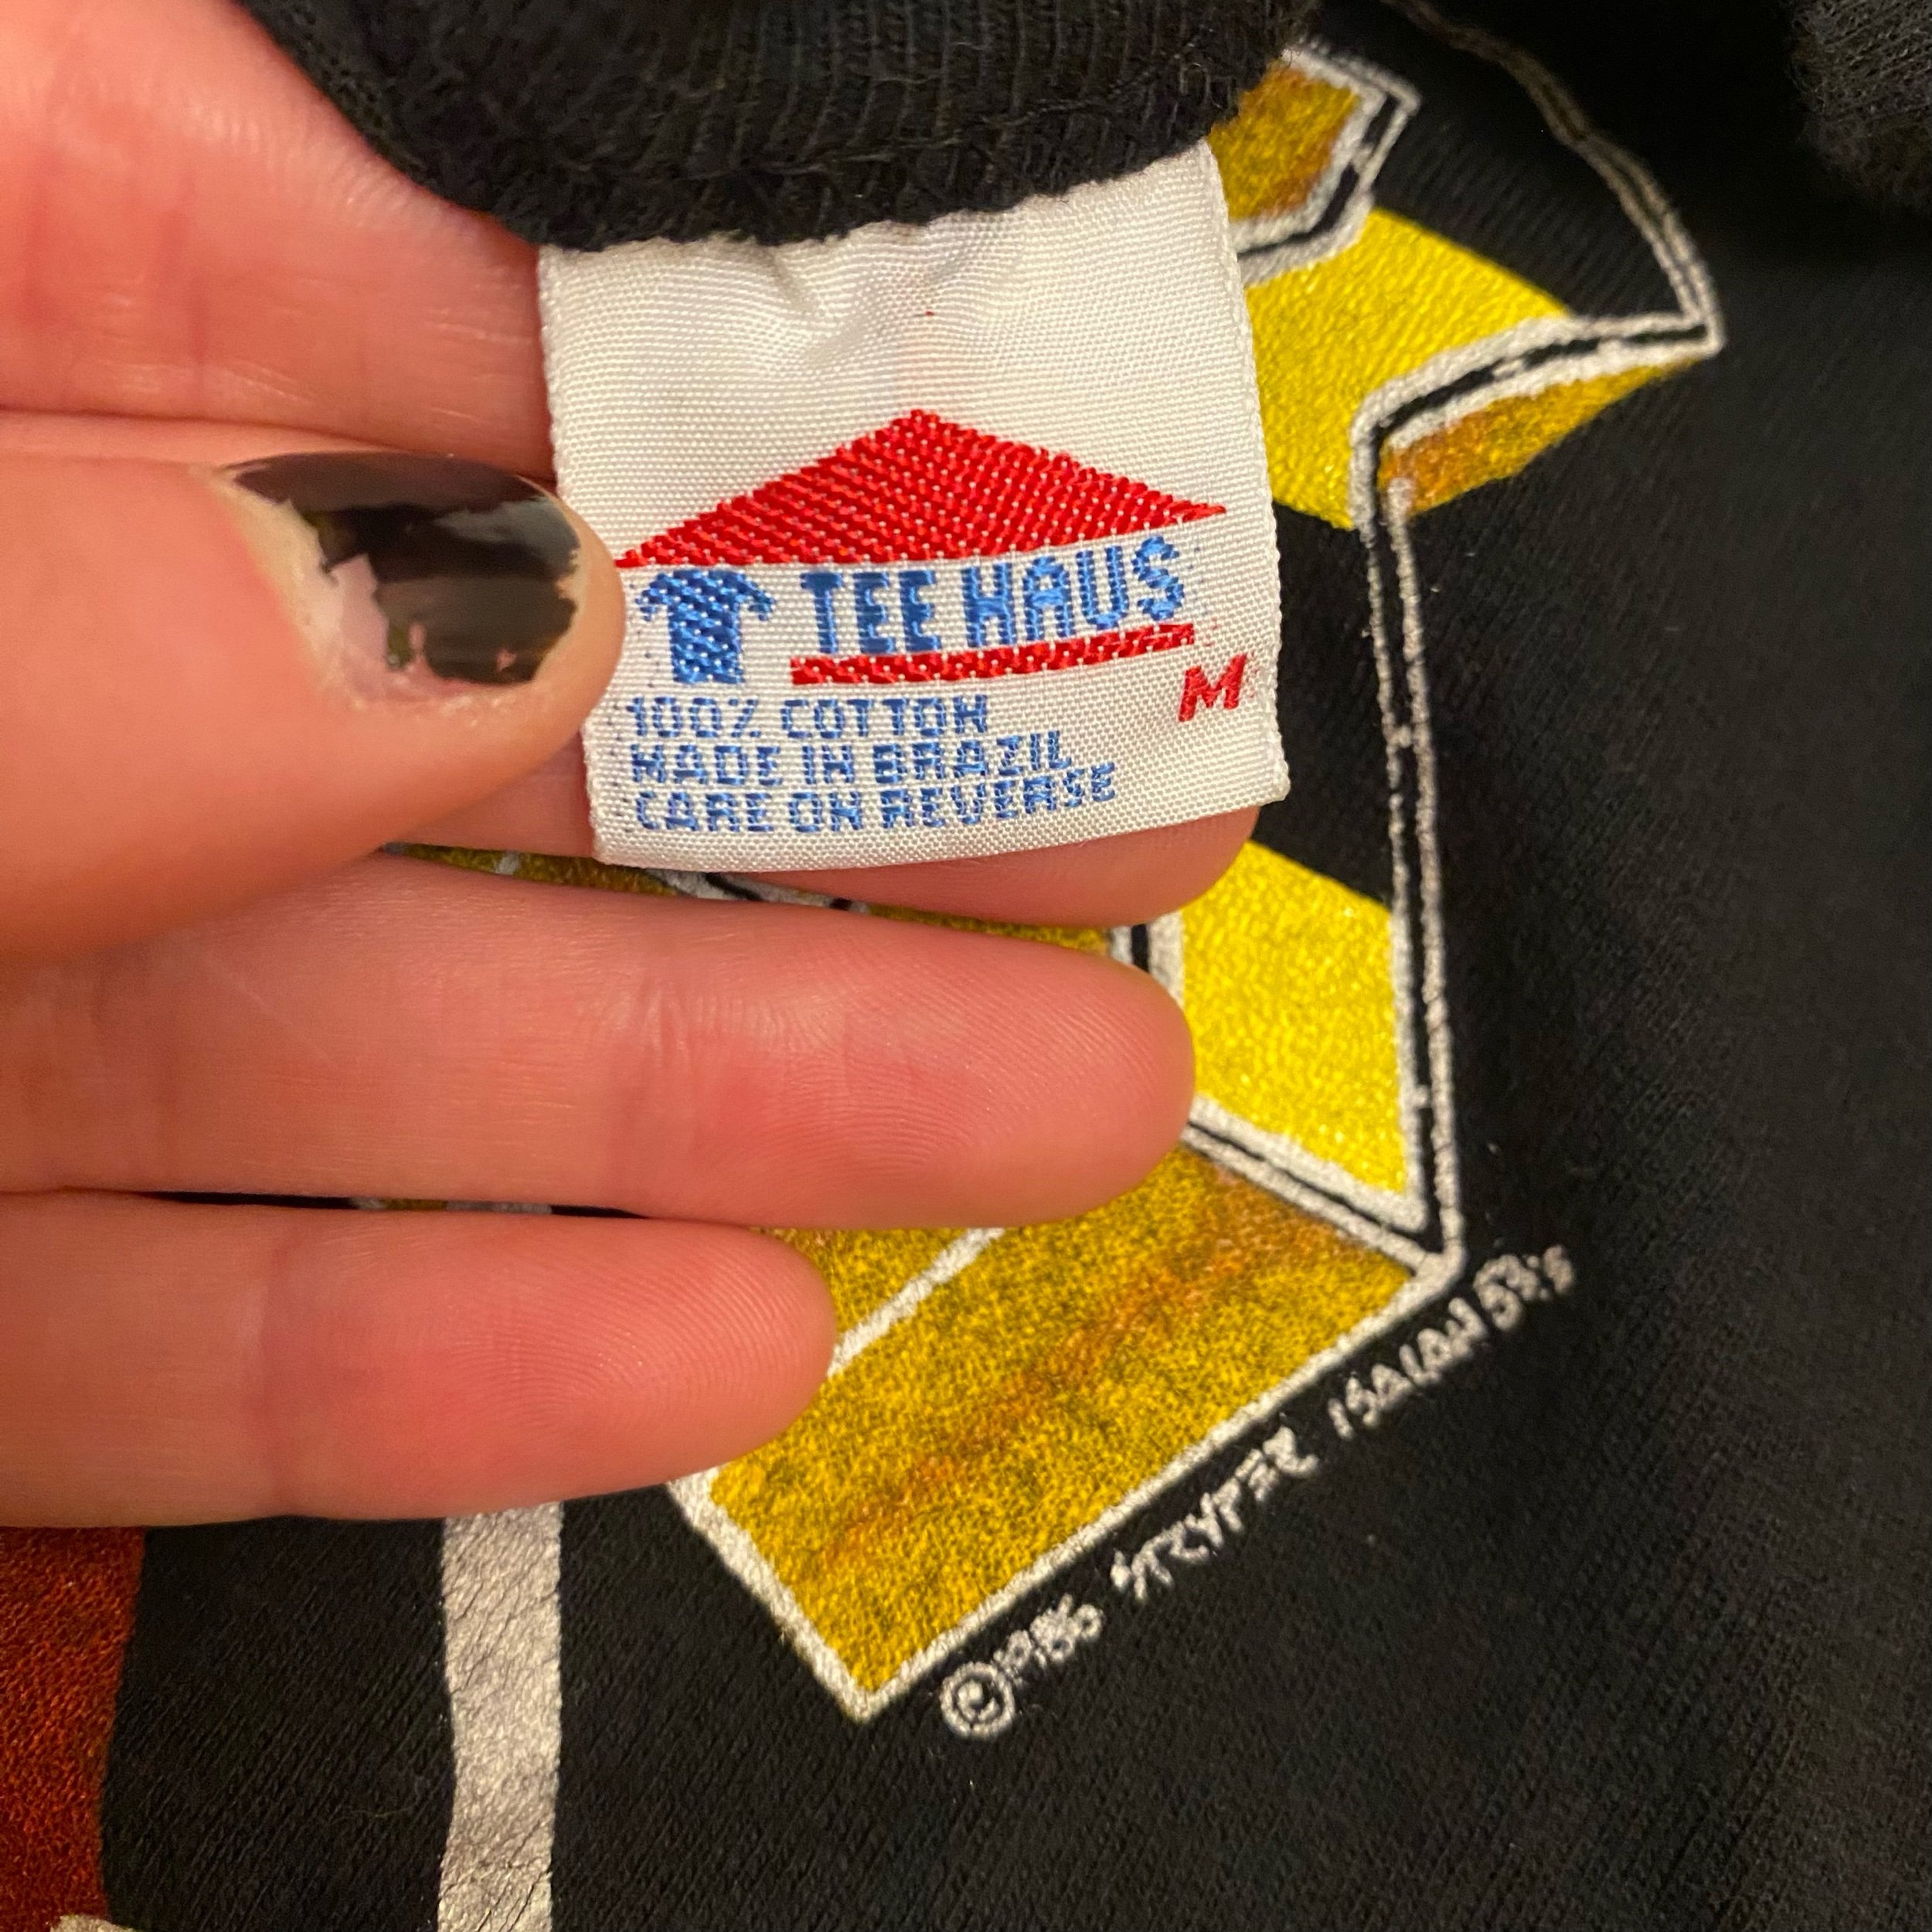 TEE HAUS
M
100% COTTON
MADE IN BRAZIL
CARE ON REVERSE
©1986 STRYPER ISAIAH 53:5